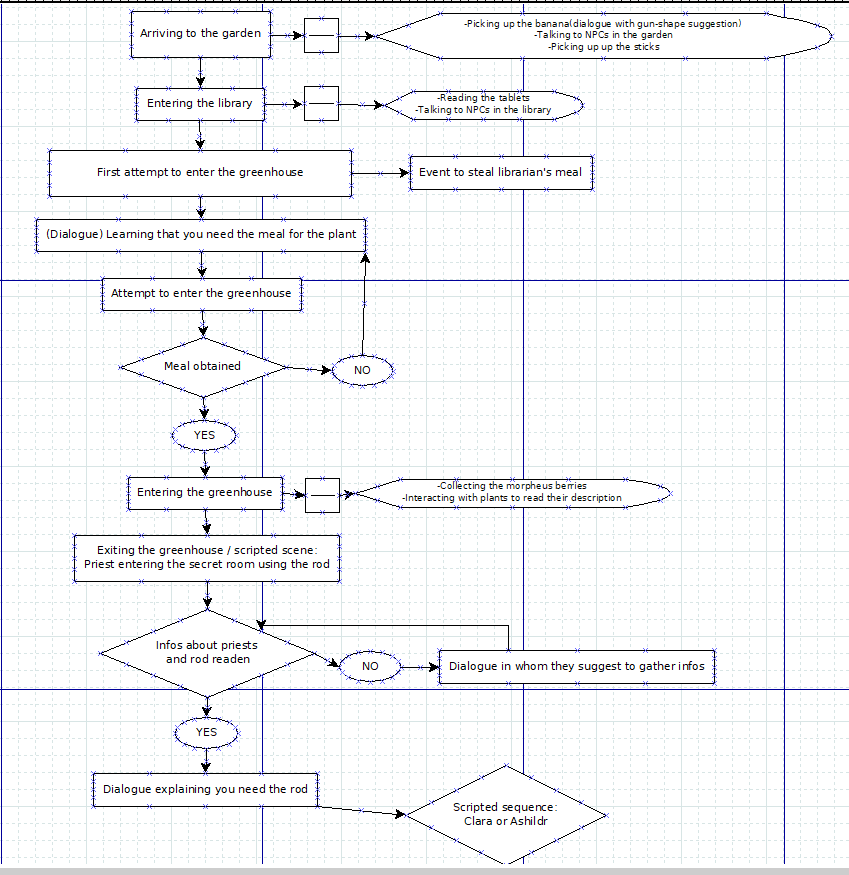 Arriving to the garden
-Picking up the banana(dialogue with gun-shape suggestion)
-Talking to NPCs in the garden
-Picking up up the sticks
Entering the library
-Reading the tablets
-Talking to NPCs in the library
First attempt to enter the greenhouse
Event to steal librarian's meal
(Dialogue) Learning that you need the meal for the plant
Attempt to enter the greenhouse
Meal obtained
NO
YES
Entering the greenhouse
-Collecting the morpheus berries
-Interacting with plants to read their description
Exiting the greenhouse / scripted scene:
Priest entering the secret room using the rod
Infos about priests
and rod readen
NO
Dialogue in whom they suggest to gather infos
YES
Dialogue explaining you need the rod
Scripted sequence:
Clara or Ashildr